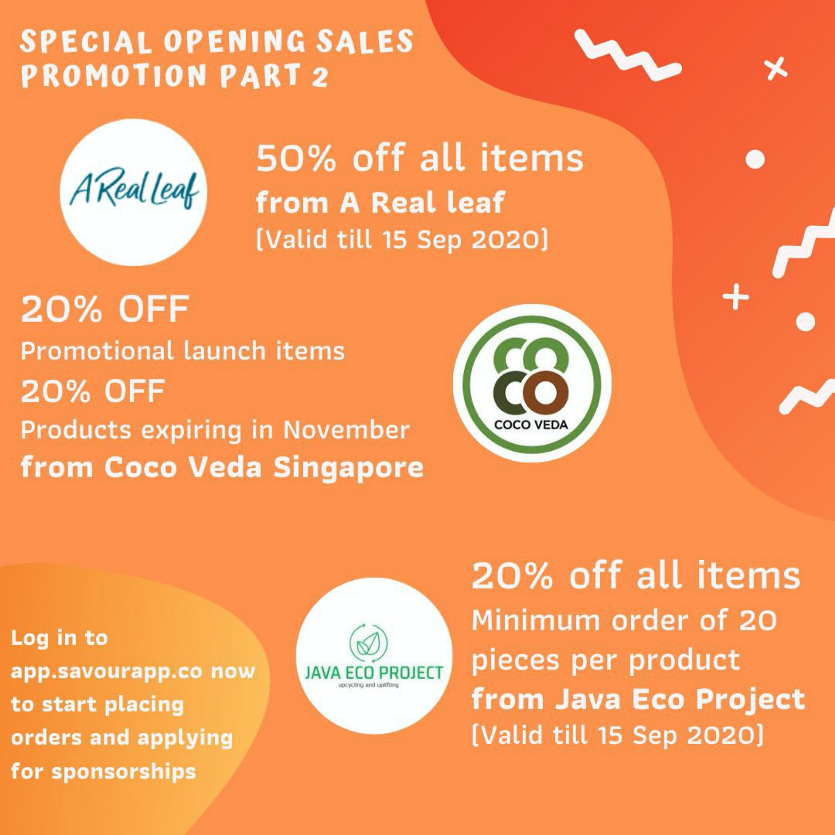 SPECIAL OPENING SALES
PROMOTION PART 2
A Real Leaf
50% off all items
from A Real leaf
(Valid till 15 Sep 2020)
20% OFF
Promotional launch items
20% OFF
Products expiring in November
from Coco Veda Singapore
CO
CO
COCO VEDA
20% off all items
Minimum order of 20
pieces per product
from Java Eco Project
(Valid till 15 Sep 2020)
JAVA ECO PROJECT
upcycling and uplifting
Log in to
app.savourapp.co now
to start placing
orders and applying
for sponsorships